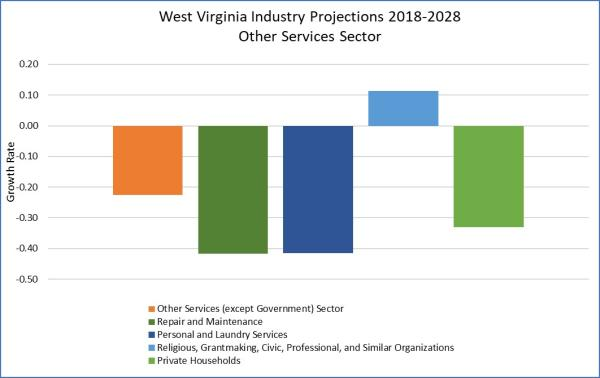 West Virginia Industry Projections 2018-2028
Other Services Sector
0.20
0.10
0.00
-0.10
-0.20
-0.30
-0.40
-0.50
Growth Rate
Other Services (except Government) Sector
Repair and Maintenance
Personal and Laundry Services
Religious, Grantmaking, Civic, Professional, and Similar Organizations
Private Households